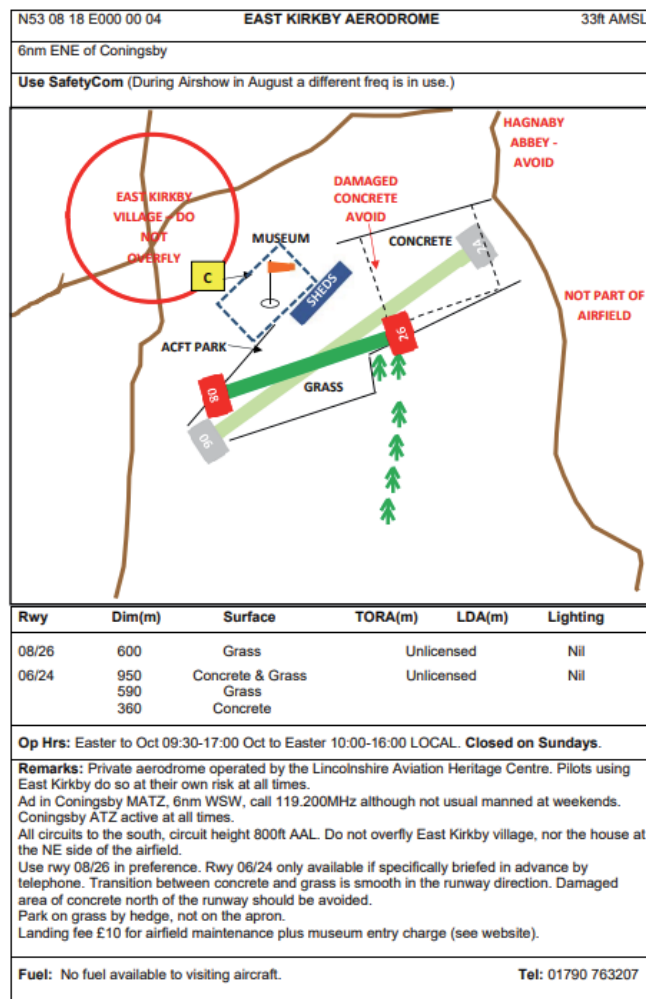 N53 08 18 E000 00 04 EAST KIRKBY AERODROME 33ft AMSL
6nm ENE of Coningsby
Use SafetyCom (During Airshow in August a different freq is in use.)
HAGNABY
ABBEY -
AVOID
DAMAGED
CONCRETE
AVOID
EAST KIRKBY
VILLAGE - DO
NOT
OVERFLY
MUSEUM
CONCRETE
24
C
SHEDS
NOT PART OF
AIRFIELD
26
ACFT PARK
GRASS
08
06
Rwy Dim(m) Surface TORA(m) LDA(m) Lighting
08/26 600 Grass Unlicensed Nil
06/24 950 Concrete & Grass Unlicensed Nil
590 Grass
360 Concrete
Op Hrs: Easter to Oct 09:30-17:00 Oct to Easter 10:00-16:00 LOCAL. Closed on Sundays.
Remarks: Private aerodrome operated by the Lincolnshire Aviation Heritage Centre. Pilots using
East Kirkby do so at their own risk at all times.
Ad in Coningsby MATZ, 6nm WSW, call 119.200MHz although not usual manned at weekends.
Coningsby ATZ active at all times.
All circuits to the south, circuit height 800ft AAL. Do not overfly East Kirkby village, nor the house at
the NE side of the airfield.
Use rwy 08/26 in preference. Rwy 06/24 only available if specifically briefed in advance by
telephone. Transition between concrete and grass is smooth in the runway direction. Damaged
area of concrete north of the runway should be avoided.
Park on grass by hedge, not on the apron.
Landing fee £10 for airfield maintenance plus museum entry charge (see website).
Fuel: No fuel available to visiting aircraft. Tel: 01790 763207